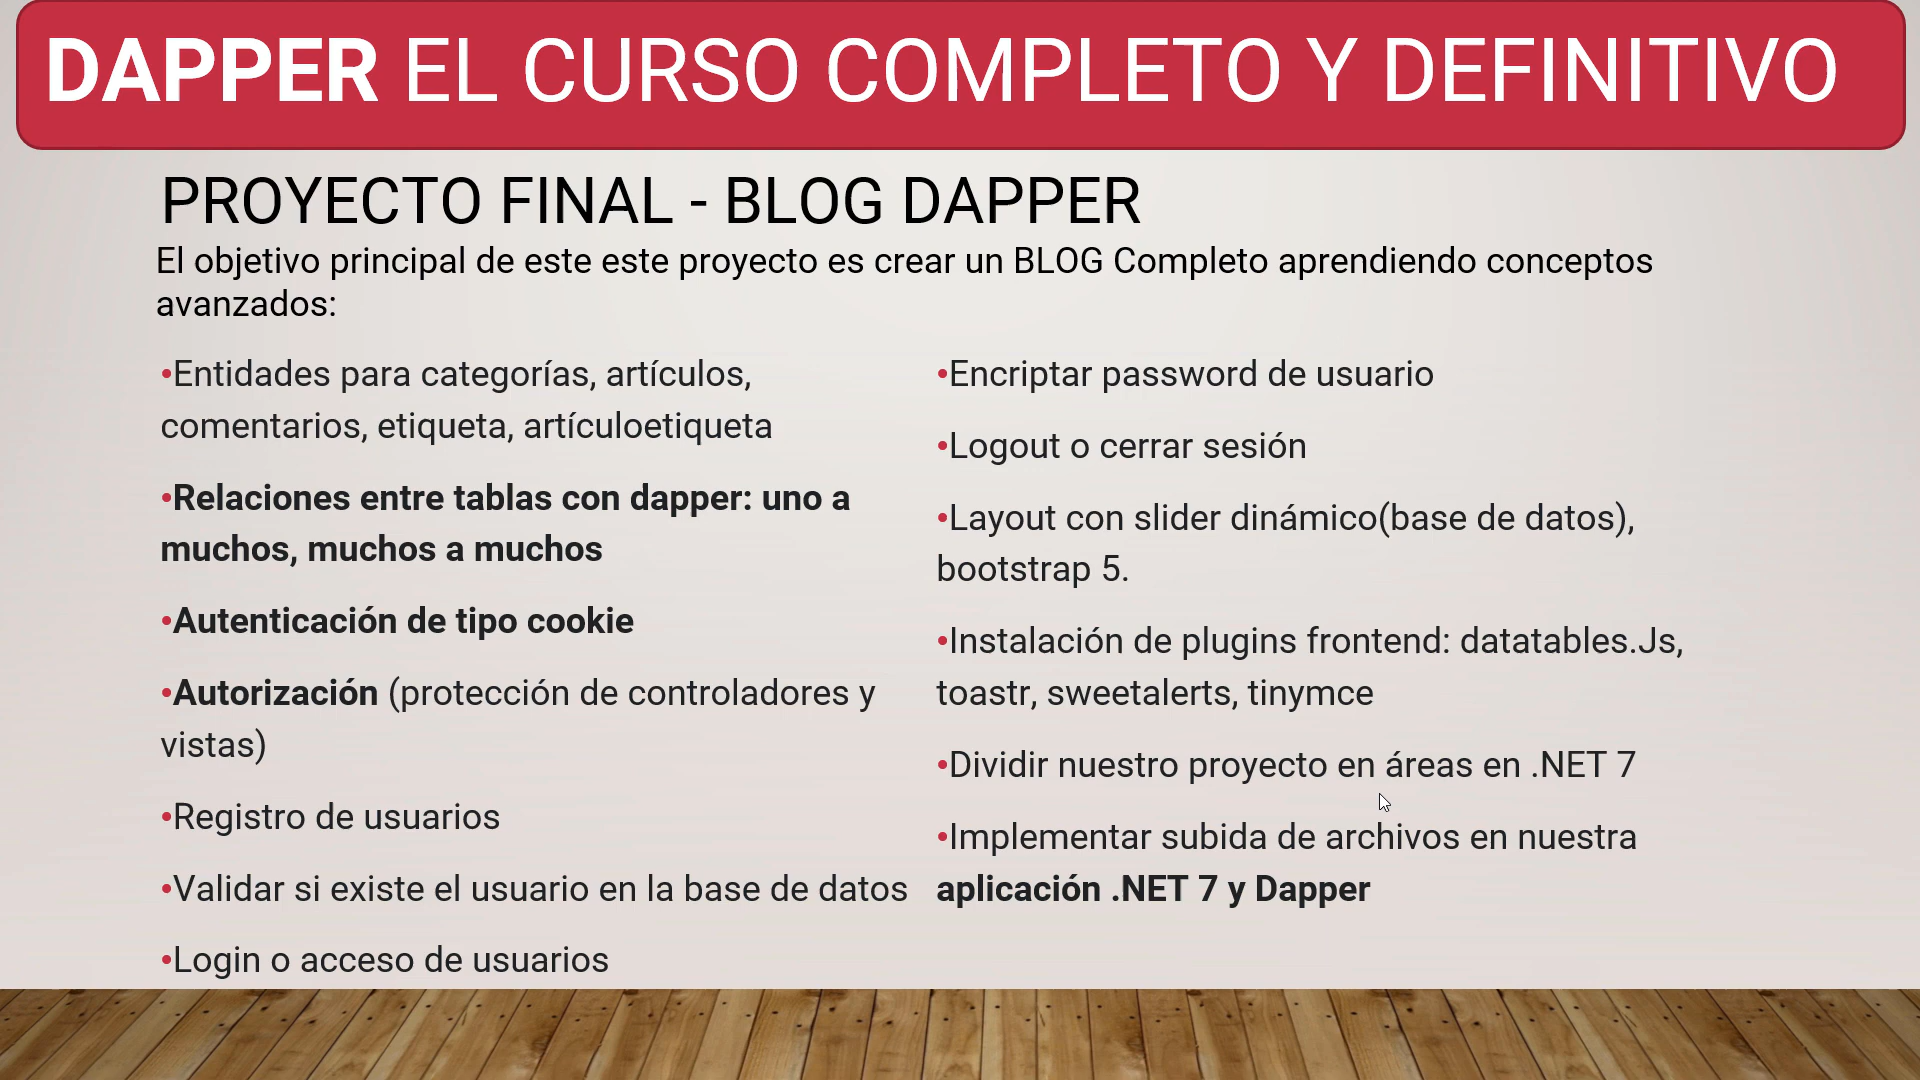 DAPPER EL CURSO COMPLETO Y DEFINITIVO
PROYECTO FINAL - BLOG DAPPER
El objetivo principal de este este proyecto es crear un BLOG Completo aprendiendo conceptos
avanzados:
•Entidades para categorías, artículos,
comentarios, etiqueta, artículoetiqueta
•Relaciones entre tablas con dapper: uno a
muchos, muchos a muchos
•Autenticación de tipo cookie
•Autorización (protección de controladores y
vistas)
•Registro de usuarios
•Validar si existe el usuario en la base de datos
•Login o acceso de usuarios
•Encriptar password de usuario
•Logout o cerrar sesión
•Layout con slider dinámico(base de datos),
bootstrap 5.
•Instalación de plugins frontend: datatables.Js,
toastr, sweetalerts, tinymce
•Dividir nuestro proyecto en áreas en .NET 7
•Implementar subida de archivos en nuestra
aplicación .NET 7 y Dapper